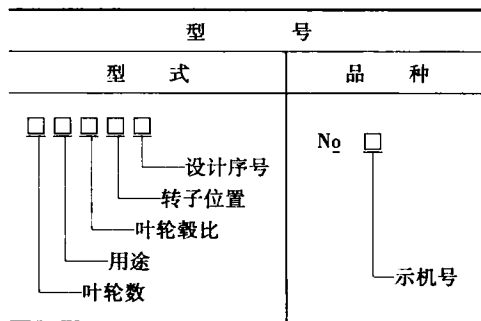 型 号
型 式 品 种
□□□□□ No □
设计序号
转子位置
叶轮毂比
用途 示机号
叶轮数